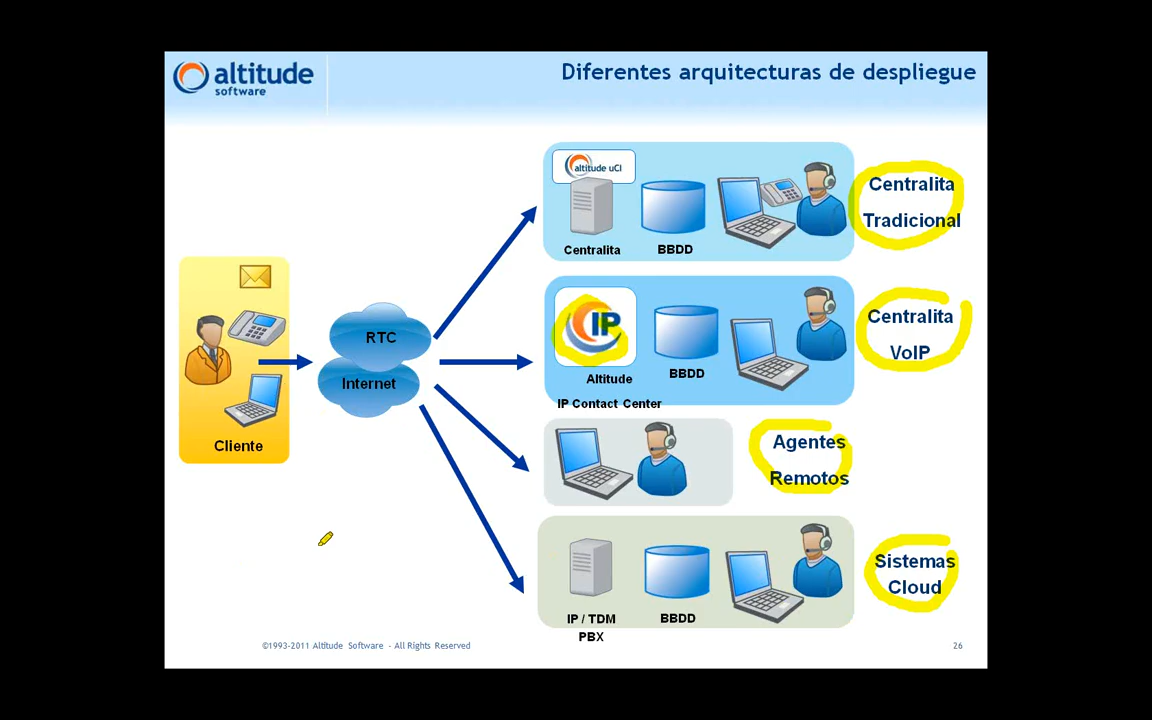 altitude
software
Diferentes arquitecturas de despliegue
altitude uCI
Centralita
BBDD
Centralita
Tradicional
IP
Altitude
IP Contact Center
BBDD
Centralita
VoIP
Cliente
RTC
Internet
Agentes
Remotos
IP / TDM
PBX
BBDD
Sistemas
Cloud
©1993-2011 Altitude Software - All Rights Reserved
26